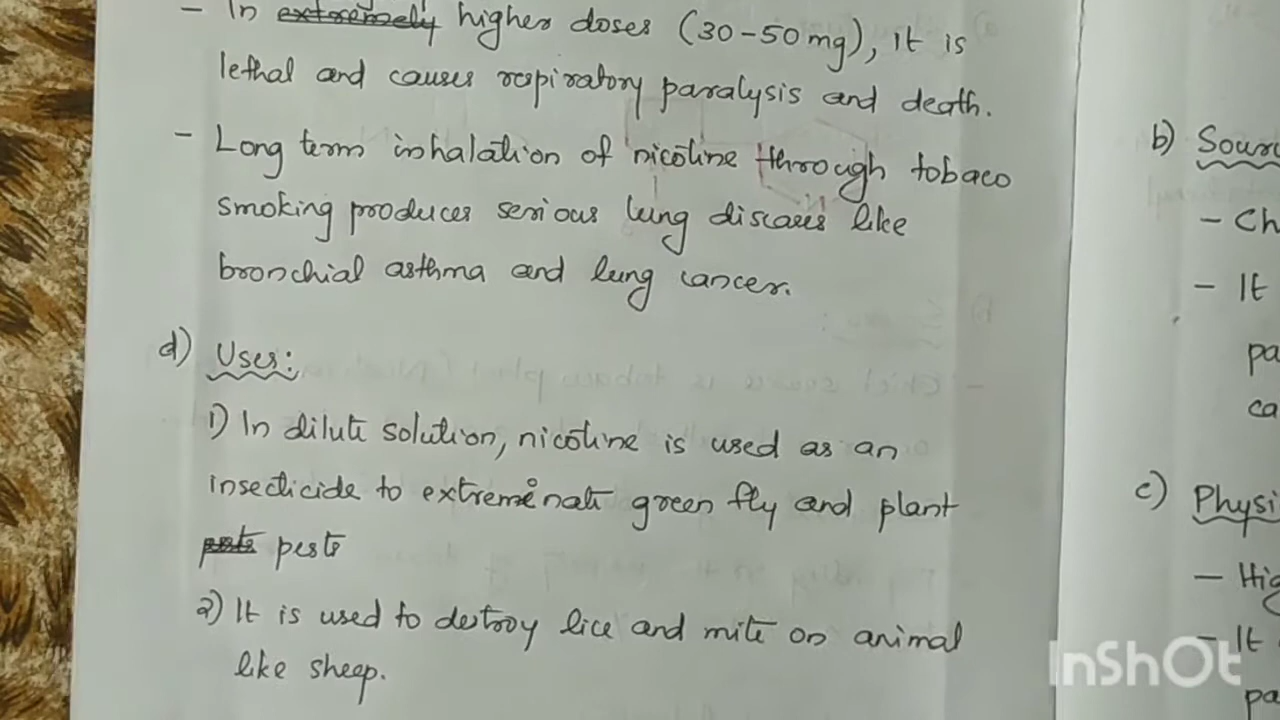 - In extremely higher doses (30-50 mg), it is
lethal and causes respiratory paralysis and death.
- Long term inhalation of nicotine through tobaco
smoking produces serious lung diseases like
bronchial asthma and lung cancer.
d) Uses:
1) In dilute solution, nicotine is used as an
insecticide to extreminate green fly and plant
pests
2) It is used to destroy lice and mite on animal
like sheep.
b) Sour
- Ch
- It
pa
ca
c) Physi
- Hig
- It
pa
InShOt